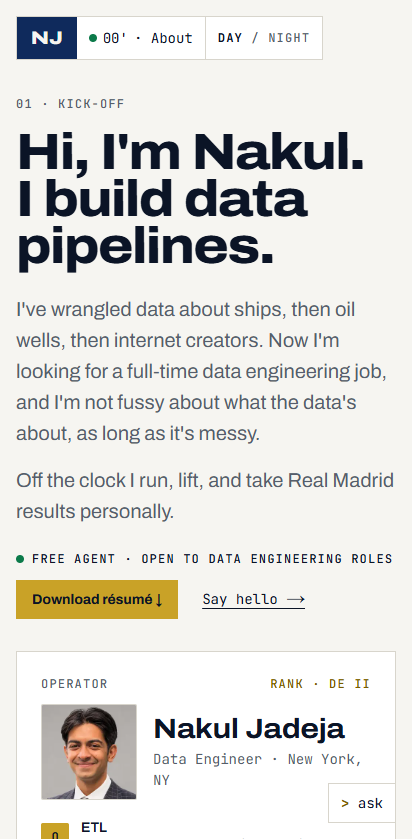 NJ
00' · About
DAY / NIGHT
01 · KICK-OFF
Hi, I'm Nakul.
I build data
pipelines.
I've wrangled data about ships, then oil
wells, then internet creators. Now I'm
looking for a full-time data engineering job,
and I'm not fussy about what the data's
about, as long as it's messy.
Off the clock I run, lift, and take Real Madrid
results personally.
FREE AGENT · OPEN TO DATA ENGINEERING ROLES
Download résumé ↓
Say hello →
OPERATOR
RANK · DE II
Nakul Jadeja
Data Engineer · New York,
NY
> ask
ETL